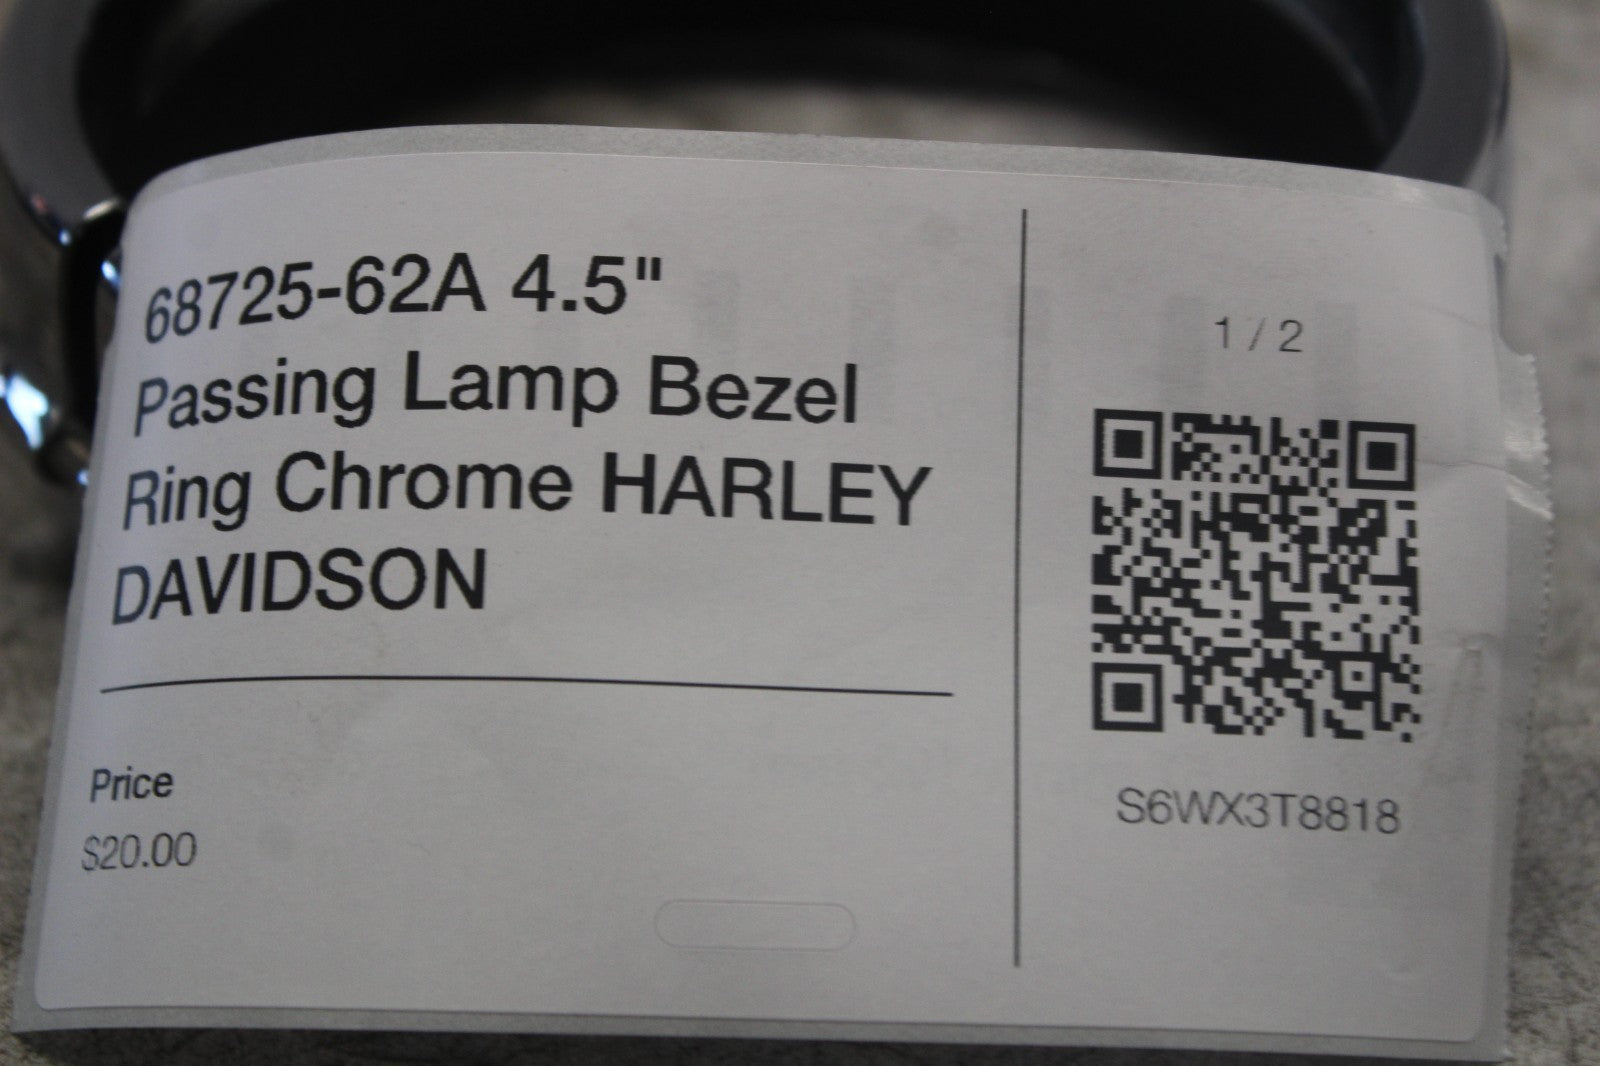 68725-62A 4.5"
Passing Lamp Bezel
Ring Chrome HARLEY
DAVIDSON
Price
$20.00
1 / 2
S6WX3T8818